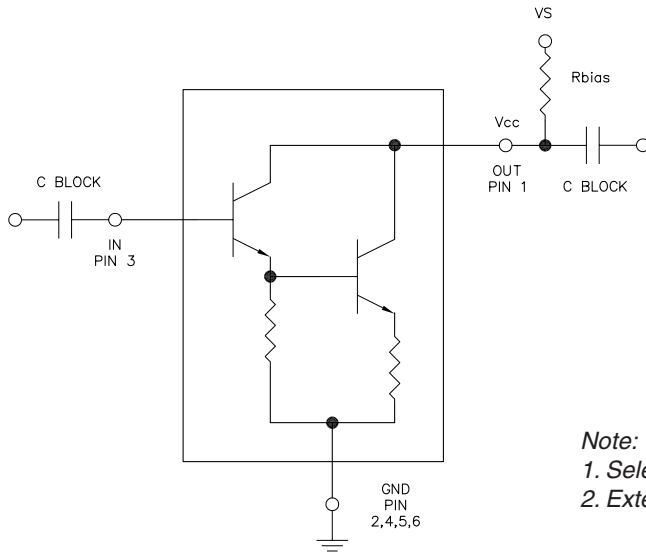 VS
Rbias
Vcc
OUT
PIN 1
C BLOCK
C BLOCK
IN
PIN 3
GND
PIN
2,4,5,6
Note:
1. Sele
2. Exte